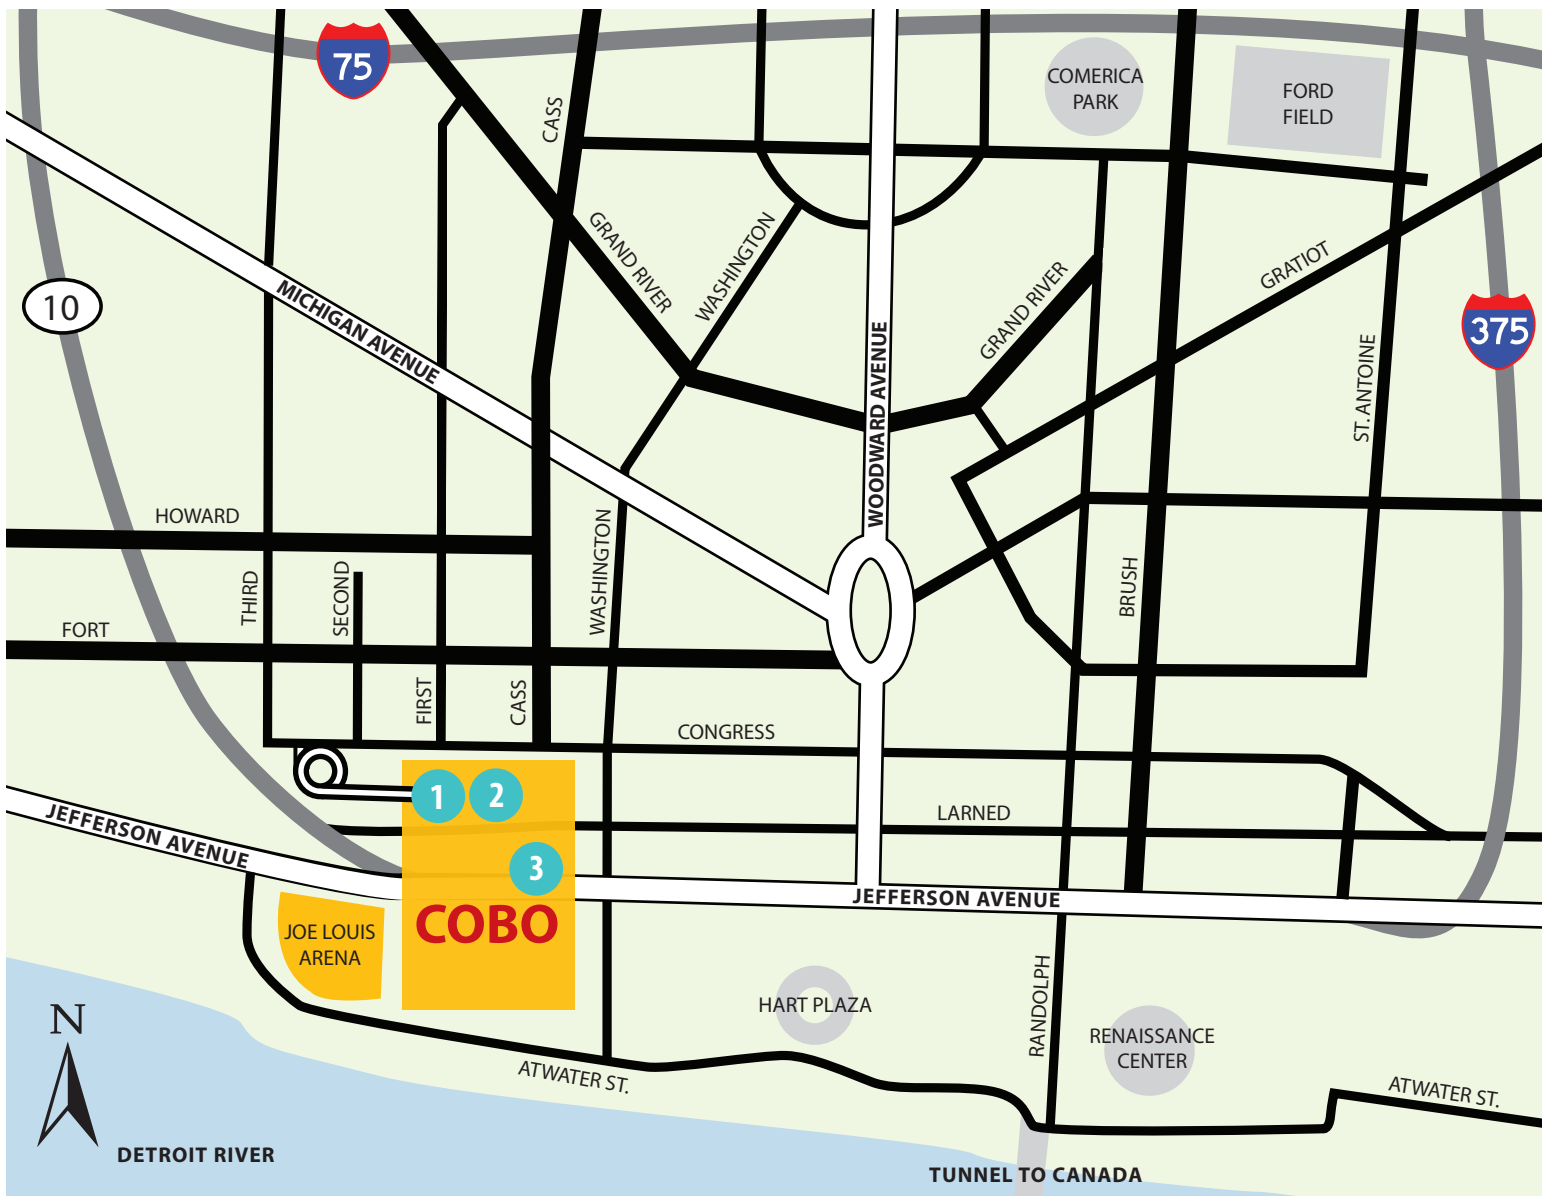 75
CASS
COMERICA
PARK
FORD
FIELD
GRAND RIVER
WASHINGTON
GRAND RIVER
GRATIOT
10
MICHIGAN AVENUE
WOODWARD AVENUE
ST. ANTOINE
375
HOWARD
THIRD
SECOND
WASHINGTON
BRUSH
FORT
FIRST
CASS
CONGRESS
1
2
LARNED
JEFFERSON AVENUE
3
JEFFERSON AVENUE
COBO
JOE LOUIS
ARENA
HART PLAZA
RANDOLPH
RENAISSANCE
CENTER
N
ATWATER ST.
ATWATER ST.
DETROIT RIVER
TUNNEL TO CANADA